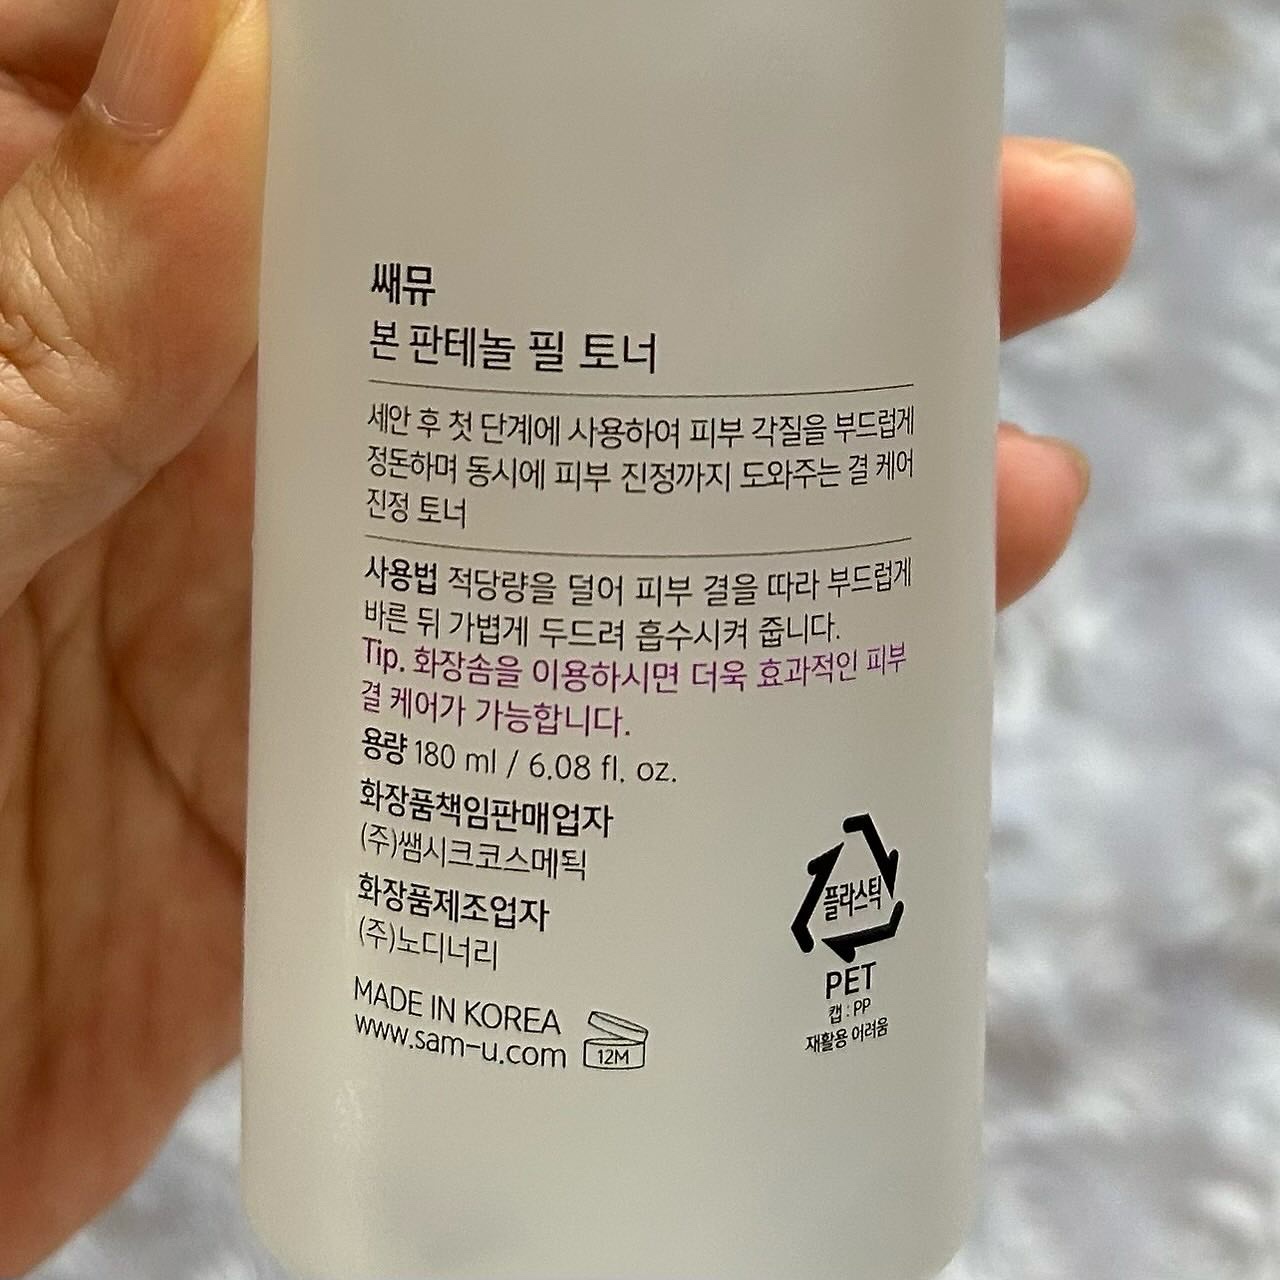 쌔뮤
본 판테놀 필 토너
세안 후 첫 단계에 사용하여 피부 각질을 부드럽게
정돈하며 동시에 피부 진정까지 도와주는 결 케어
진정 토너
사용법 적당량을 덜어 피부 결을 따라 부드럽게
바른 뒤 가볍게 두드려 흡수시켜 줍니다.
Tip. 화장솜을 이용하시면 더욱 효과적인 피부
결 케어가 가능합니다.
용량 180 ml / 6.08 fl. oz.
화장품책임판매업자
(주)쌤시크코스메틱
화장품제조업자
(주)노디너리
MADE IN KOREA
www.sam-u.com
12M
플라스틱
PET
캡 : PP
재활용 어려움